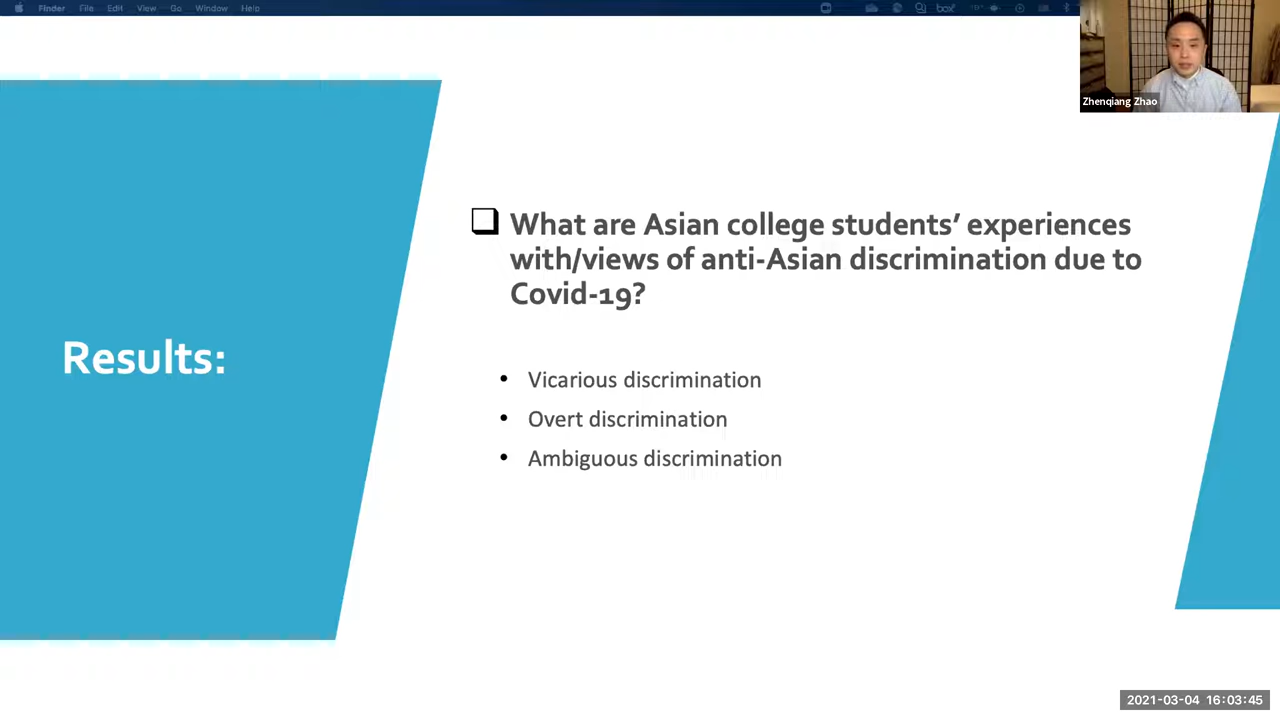 Finder File Edit View Go Window Help
box
Zhenqiang Zhao
What are Asian college students’ experiences
with/views of anti-Asian discrimination due to
Covid-19?
Results:
• Vicarious discrimination
• Overt discrimination
• Ambiguous discrimination
2021-03-04 16:03:45